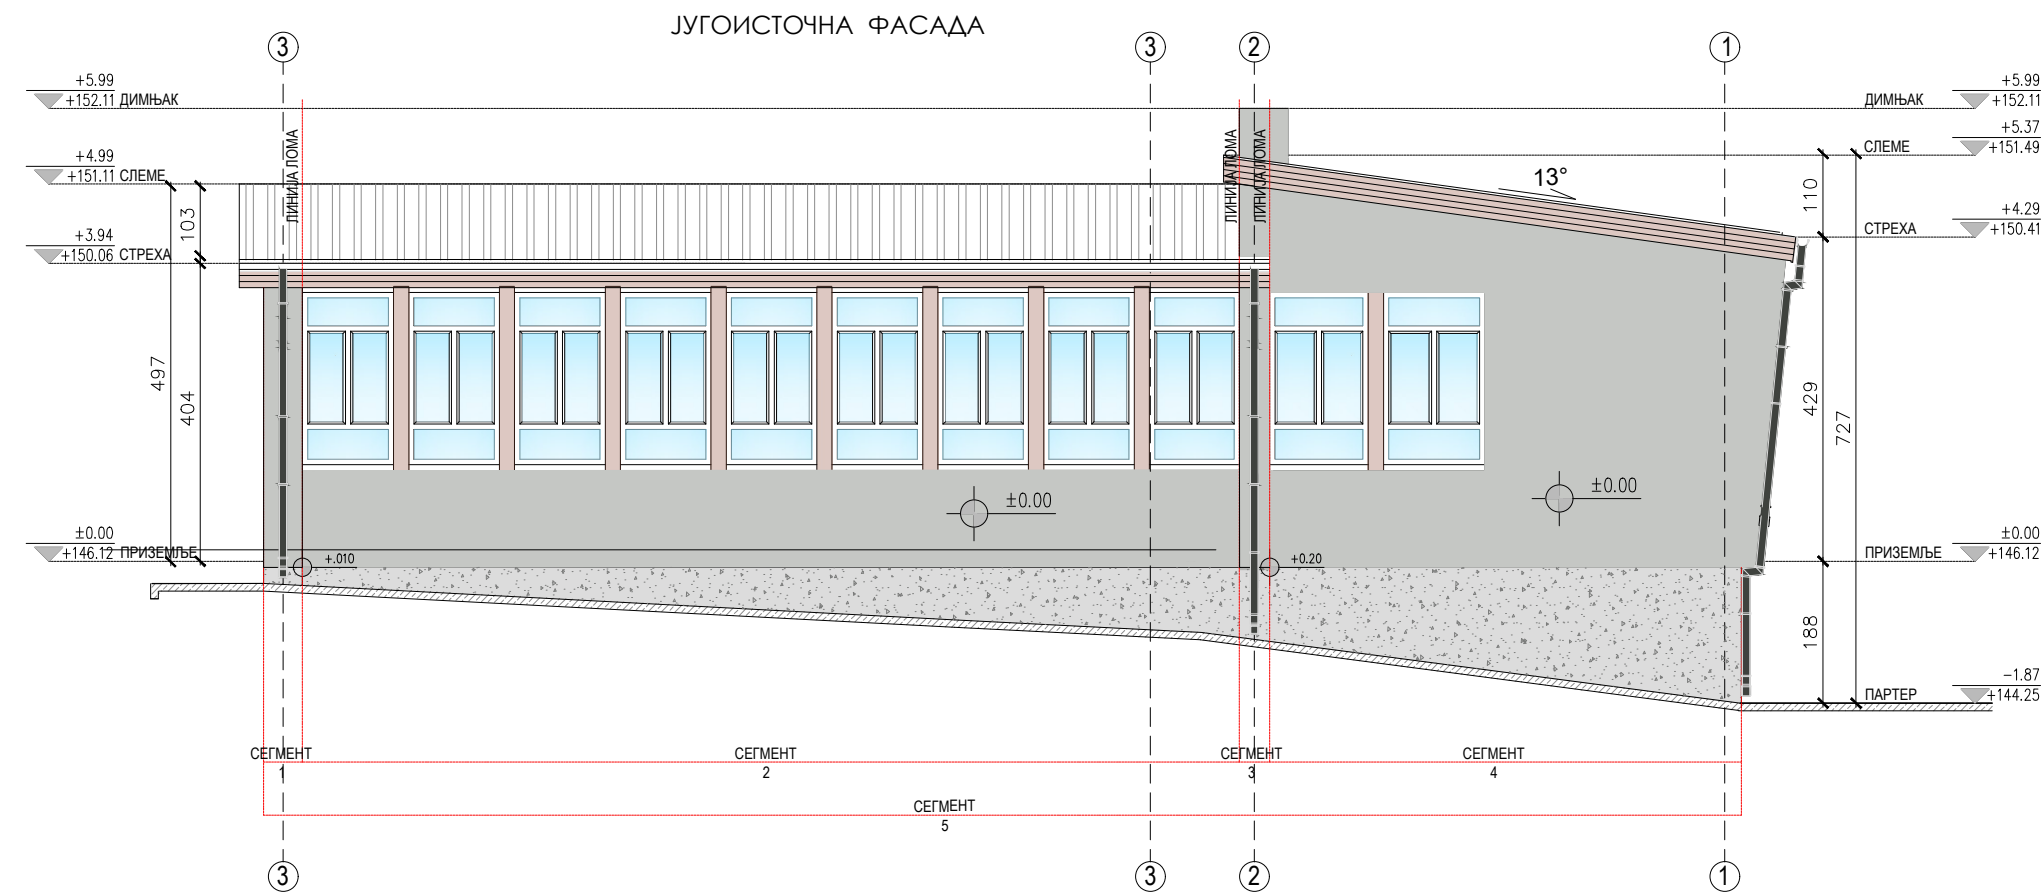 ЈУГОИСТОЧНА ФАСАДА
3
3
2
1
+5.99
+152.11 ДИМЊАК
+4.99
+151.11 СЛЕМЕ
+3.94
+150.06 СТРЕХА
±0.00
+146.12 ПРИЗЕМЉЕ
497
103
404
ЛИНИЈА ЛОМА
ЛИНИЈА ЛОМА
ЛИНИЈА ЛОМА
13°
±0.00
±0.00
+.010
+0.20
+5.99
ДИМЊАК +152.11
+5.37
СЛЕМЕ +151.49
+4.29
СТРЕХА +150.41
±0.00
ПРИЗЕМЉЕ +146.12
-1.87
ПАРТЕР +144.25
110
429
727
188
СЕГМЕНТ
1
СЕГМЕНТ
2
СЕГМЕНТ
3
СЕГМЕНТ
4
СЕГМЕНТ
5
3
3
2
1